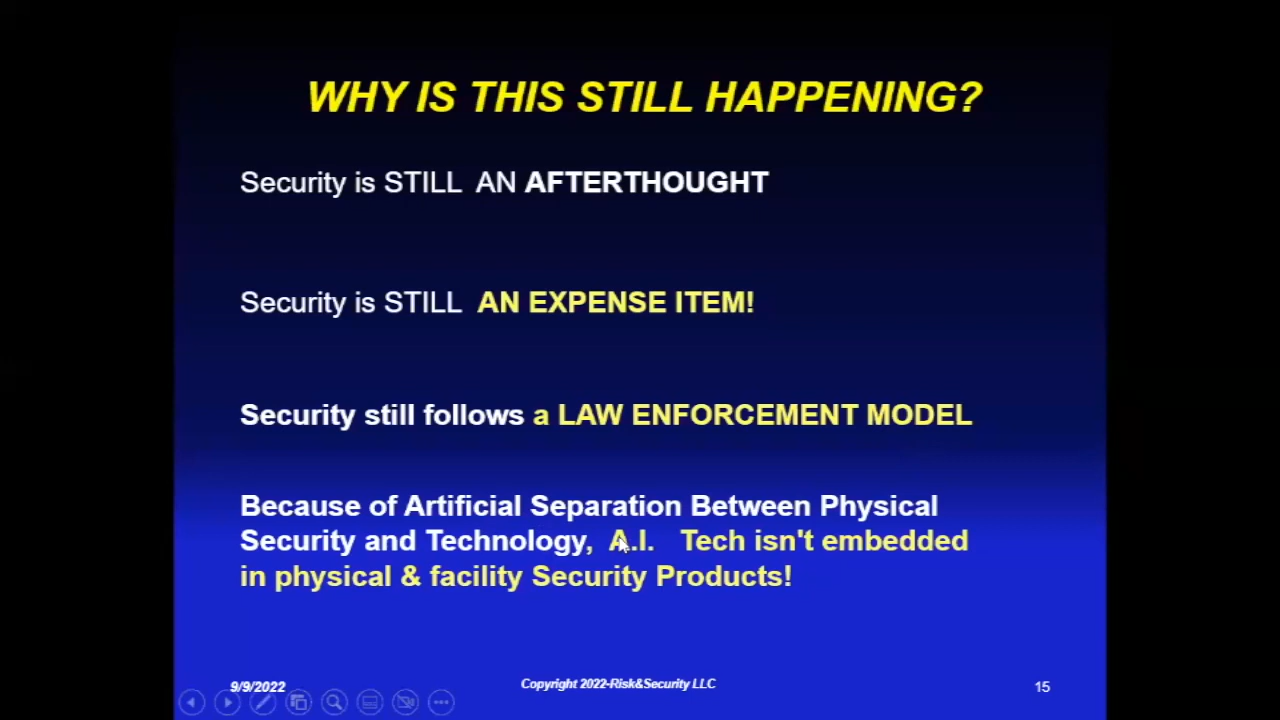 WHY IS THIS STILL HAPPENING?
Security is STILL AN AFTERTHOUGHT
Security is STILL AN EXPENSE ITEM!
Security still follows a LAW ENFORCEMENT MODEL
Because of Artificial Separation Between Physical
Security and Technology, A.I. Tech isn't embedded
in physical & facility Security Products!
9/9/2022
Copyright 2022-Risk&Security LLC
15